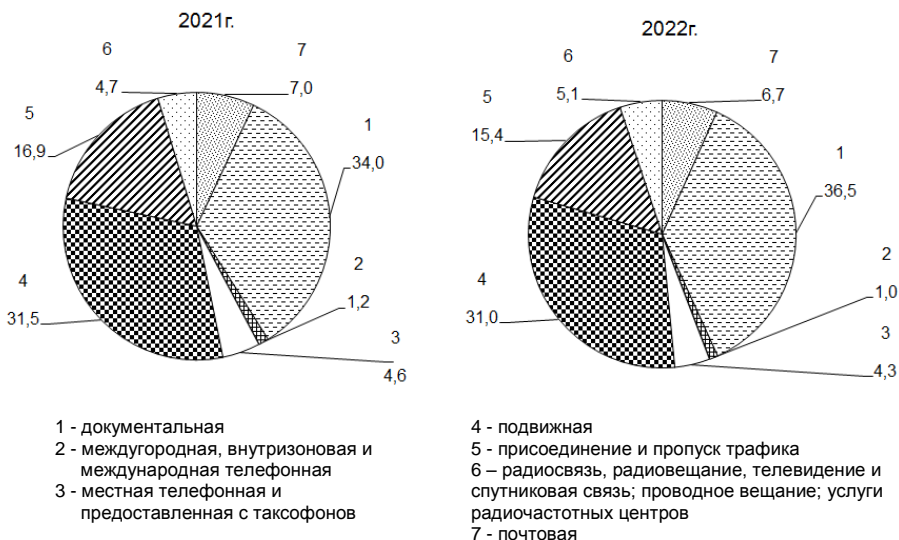 2021г.
6
7
4,7
7,0
5
1
16,9
34,0
2
4
1,2
31,5
3
4,6
2022г.
6
7
5,1
6,7
5
15,4
1
36,5
2
4
1,0
31,0
3
4,3
1 - документальная
2 - междугородная, внутризоновая и
международная телефонная
3 - местная телефонная и
предоставленная с таксофонов
4 - подвижная
5 - присоединение и пропуск трафика
6 – радиосвязь, радиовещание, телевидение и
спутниковая связь; проводное вещание; услуги
радиочастотных центров
7 - почтовая